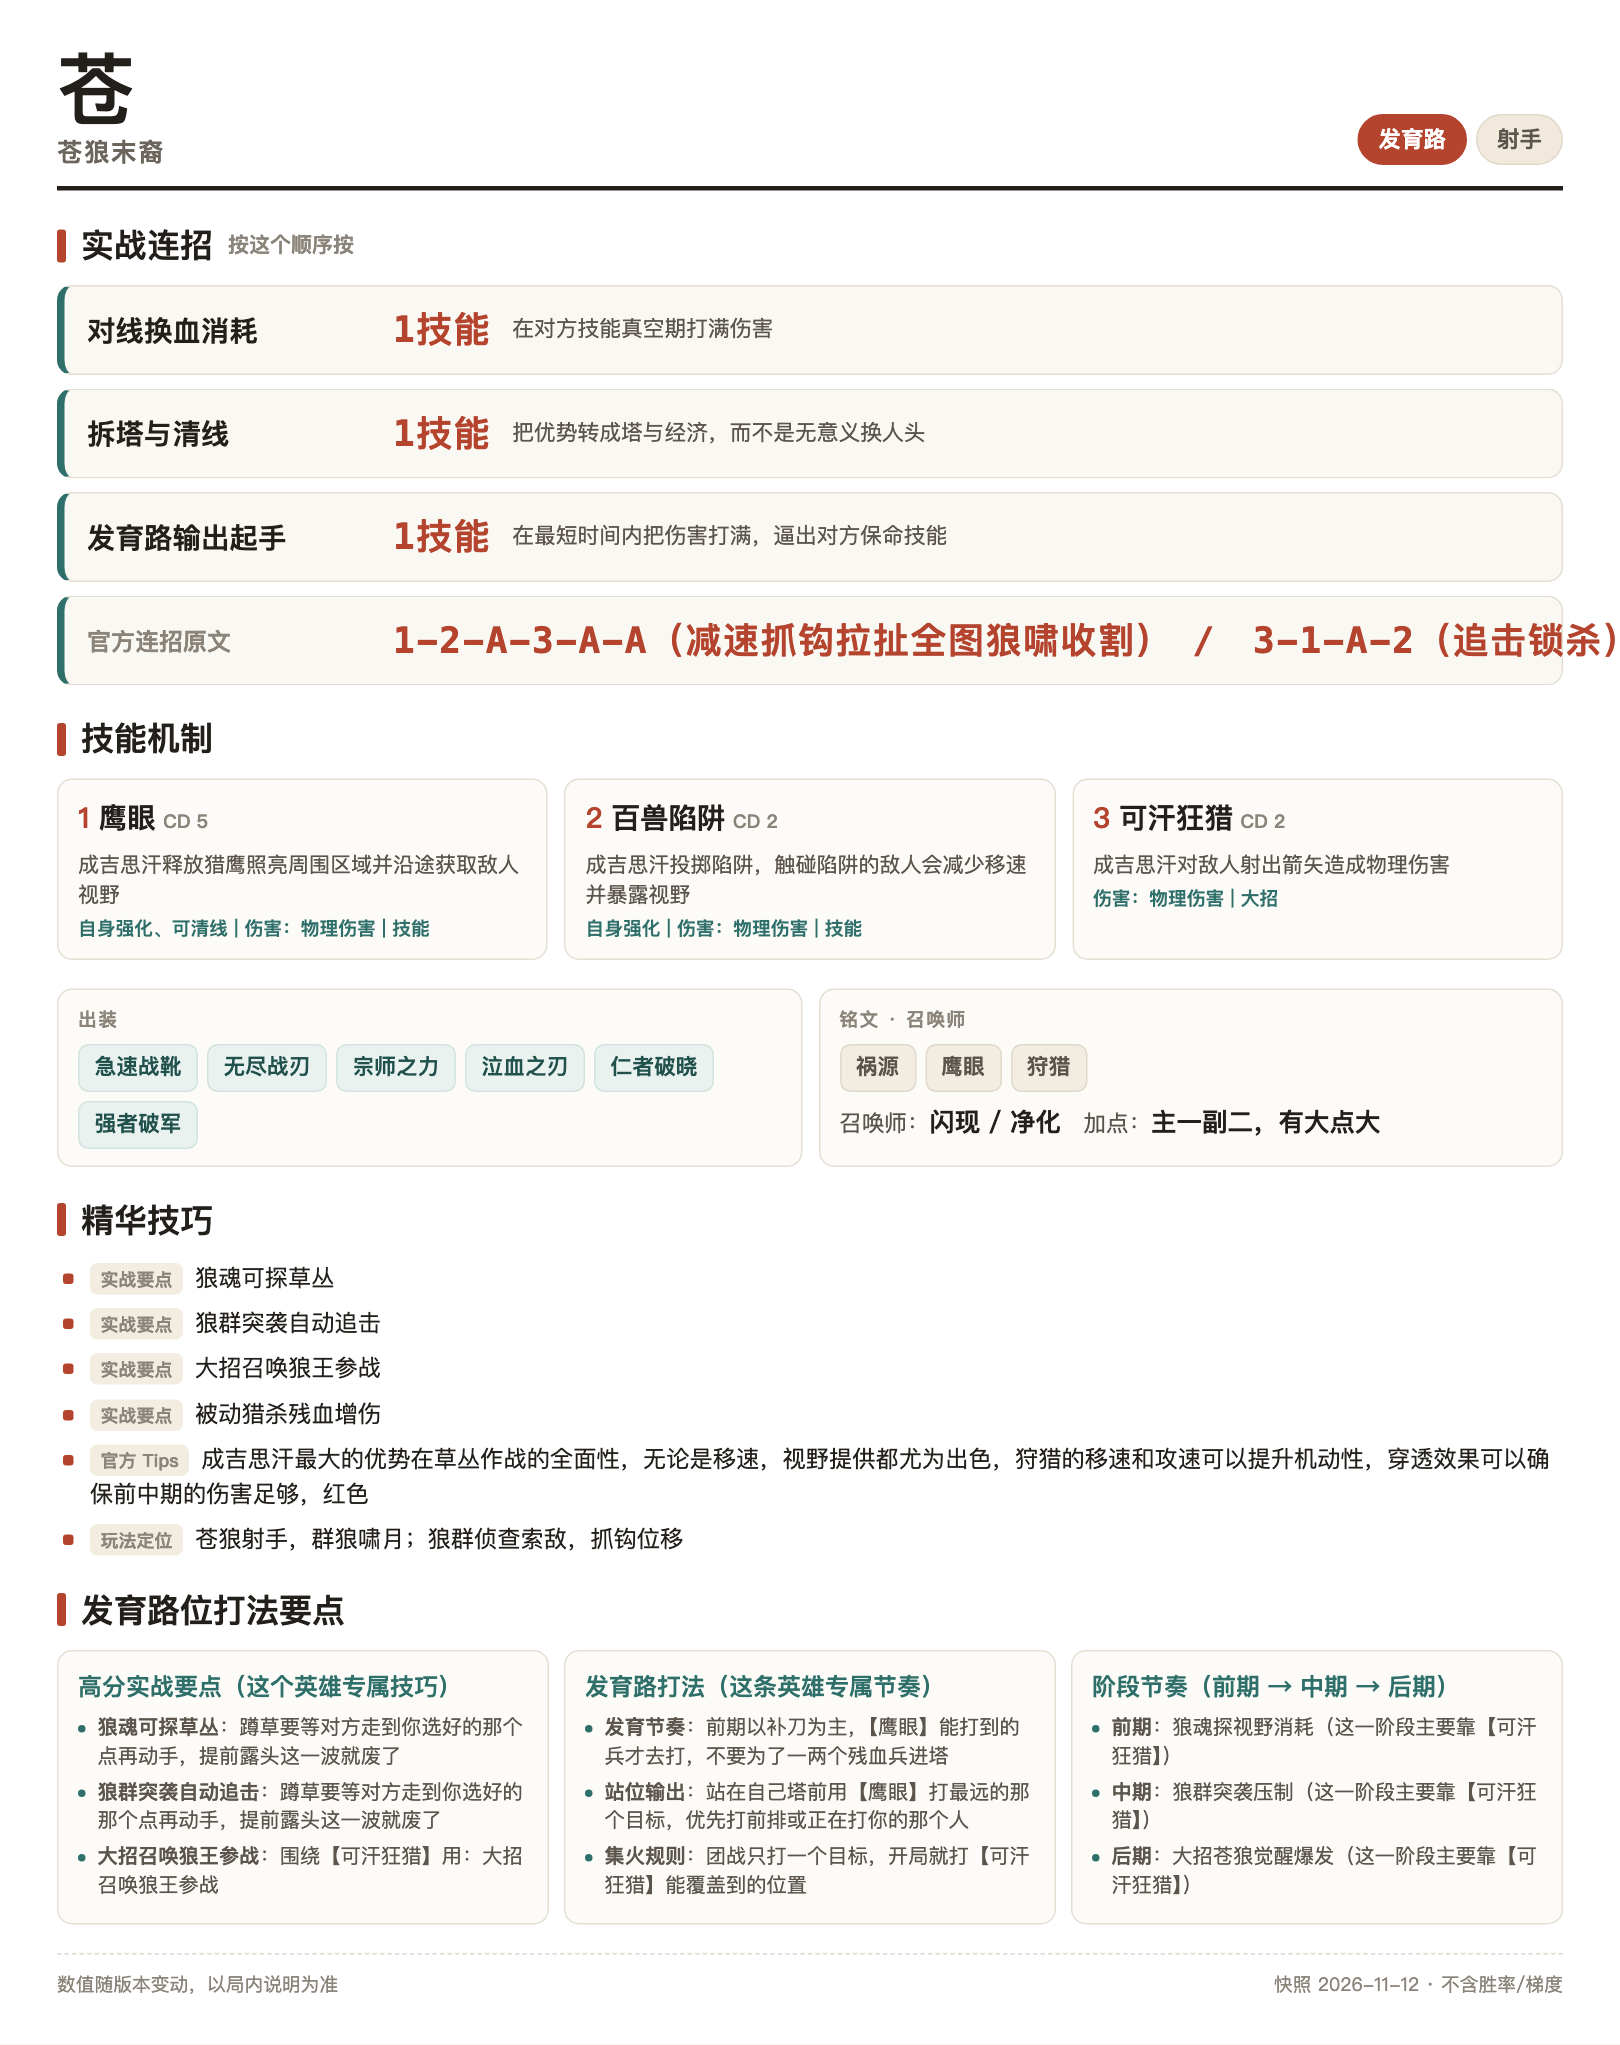 苍
苍狼末裔
发育路 射手
实战连招 按这个顺序按
对线换血消耗 1技能 在对方技能真空期打满伤害
拆塔与清线 1技能 把优势转成塔与经济，而不是无意义换人头
发育路输出起手 1技能 在最短时间内把伤害打满，逼出对方保命技能
官方连招原文 1-2-A-3-A-A（减速抓钩拉扯全图狼啸收割） / 3-1-A-2（追击锁杀）
技能机制
1 鹰眼 CD 5
成吉思汗释放猎鹰照亮周围区域并沿途获取敌人
视野
自身强化、可清线 | 伤害：物理伤害 | 技能
2 百兽陷阱 CD 2
成吉思汗投掷陷阱，触碰陷阱的敌人会减少移速
并暴露视野
自身强化 | 伤害：物理伤害 | 技能
3 可汗狂猎 CD 2
成吉思汗对敌人射出箭矢造成物理伤害
伤害：物理伤害 | 大招
出装
急速战靴 无尽战刃 宗师之力 泣血之刃 仁者破晓
强者破军
铭文 · 召唤师
祸源 鹰眼 狩猎
召唤师：闪现 / 净化 加点：主一副二，有大点大
精华技巧
实战要点 狼魂可探草丛
实战要点 狼群突袭自动追击
实战要点 大招召唤狼王参战
实战要点 被动猎杀残血增伤
官方 Tips 成吉思汗最大的优势在草丛作战的全面性，无论是移速，视野提供都尤为出色，狩猎的移速和攻速可以提升机动性，穿透效果可以确
保前中期的伤害足够，红色
玩法定位 苍狼射手，群狼啸月；狼群侦查索敌，抓钩位移
发育路位打法要点
高分实战要点（这个英雄专属技巧）
狼魂可探草丛：蹲草要等对方走到你选好的那个
点再动手，提前露头这一波就废了
狼群突袭自动追击：蹲草要等对方走到你选好的
那个点再动手，提前露头这一波就废了
大招召唤狼王参战：围绕【可汗狂猎】用：大招
召唤狼王参战
发育路打法（这条英雄专属节奏）
发育节奏：前期以补刀为主，【鹰眼】能打到的
兵才去打，不要为了一两个残血兵进塔
站位输出：站在自己塔前用【鹰眼】打最远的那
个目标，优先打前排或正在打你的那个人
集火规则：团战只打一个目标，开局就打【可汗
狂猎】能覆盖到的位置
阶段节奏（前期 → 中期 → 后期）
前期：狼魂探视野消耗（这一阶段主要靠【可汗
狂猎】）
中期：狼群突袭压制（这一阶段主要靠【可汗狂
猎】）
后期：大招苍狼觉醒爆发（这一阶段主要靠【可
汗狂猎】）
数值随版本变动，以局内说明为准
快照 2026-11-12 · 不含胜率/梯度